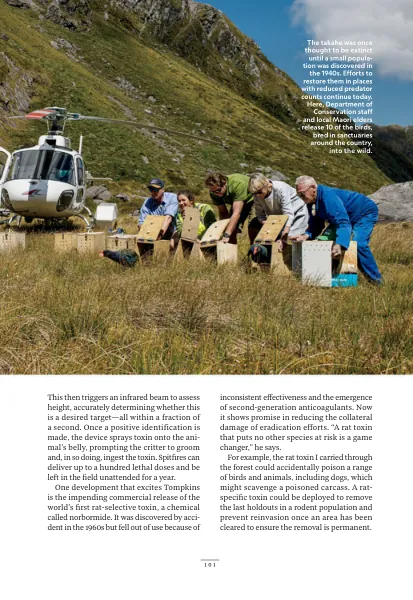 The takahe was once
thought to be extinct
until a small popula-
tion was discovered in
the 1940s. Efforts to
restore them in places
with reduced predator
counts continue today.
Here, Department of
Conservation staff
and local Maori elders
release 10 of the birds,
bred in sanctuaries
around the country,
into the wild.
This then triggers an infrared beam to assess
height, accurately determining whether this
is a desired target—all within a fraction of
a second. Once a positive identification is
made, the device sprays toxin onto the ani-
mal's belly, prompting the critter to groom
and, in so doing, ingest the toxin. Spitfires can
deliver up to a hundred lethal doses and be
left in the field unattended for a year.
One development that excites Tompkins
is the impending commercial release of the
world's first rat-selective toxin, a chemical
called norbormide. It was discovered by acci-
dent in the 1960s but fell out of use because of
inconsistent effectiveness and the emergence
of second-generation anticoagulants. Now
it shows promise in reducing the collateral
damage of eradication efforts. "A rat toxin
that puts no other species at risk is a game
changer," he says.
For example, the rat toxin I carried through
the forest could accidentally poison a range
of birds and animals, including dogs, which
might scavenge a poisoned carcass. A rat-
specific toxin could be deployed to remove
the last holdouts in a rodent population and
prevent reinvasion once an area has been
cleared to ensure the removal is permanent.
101